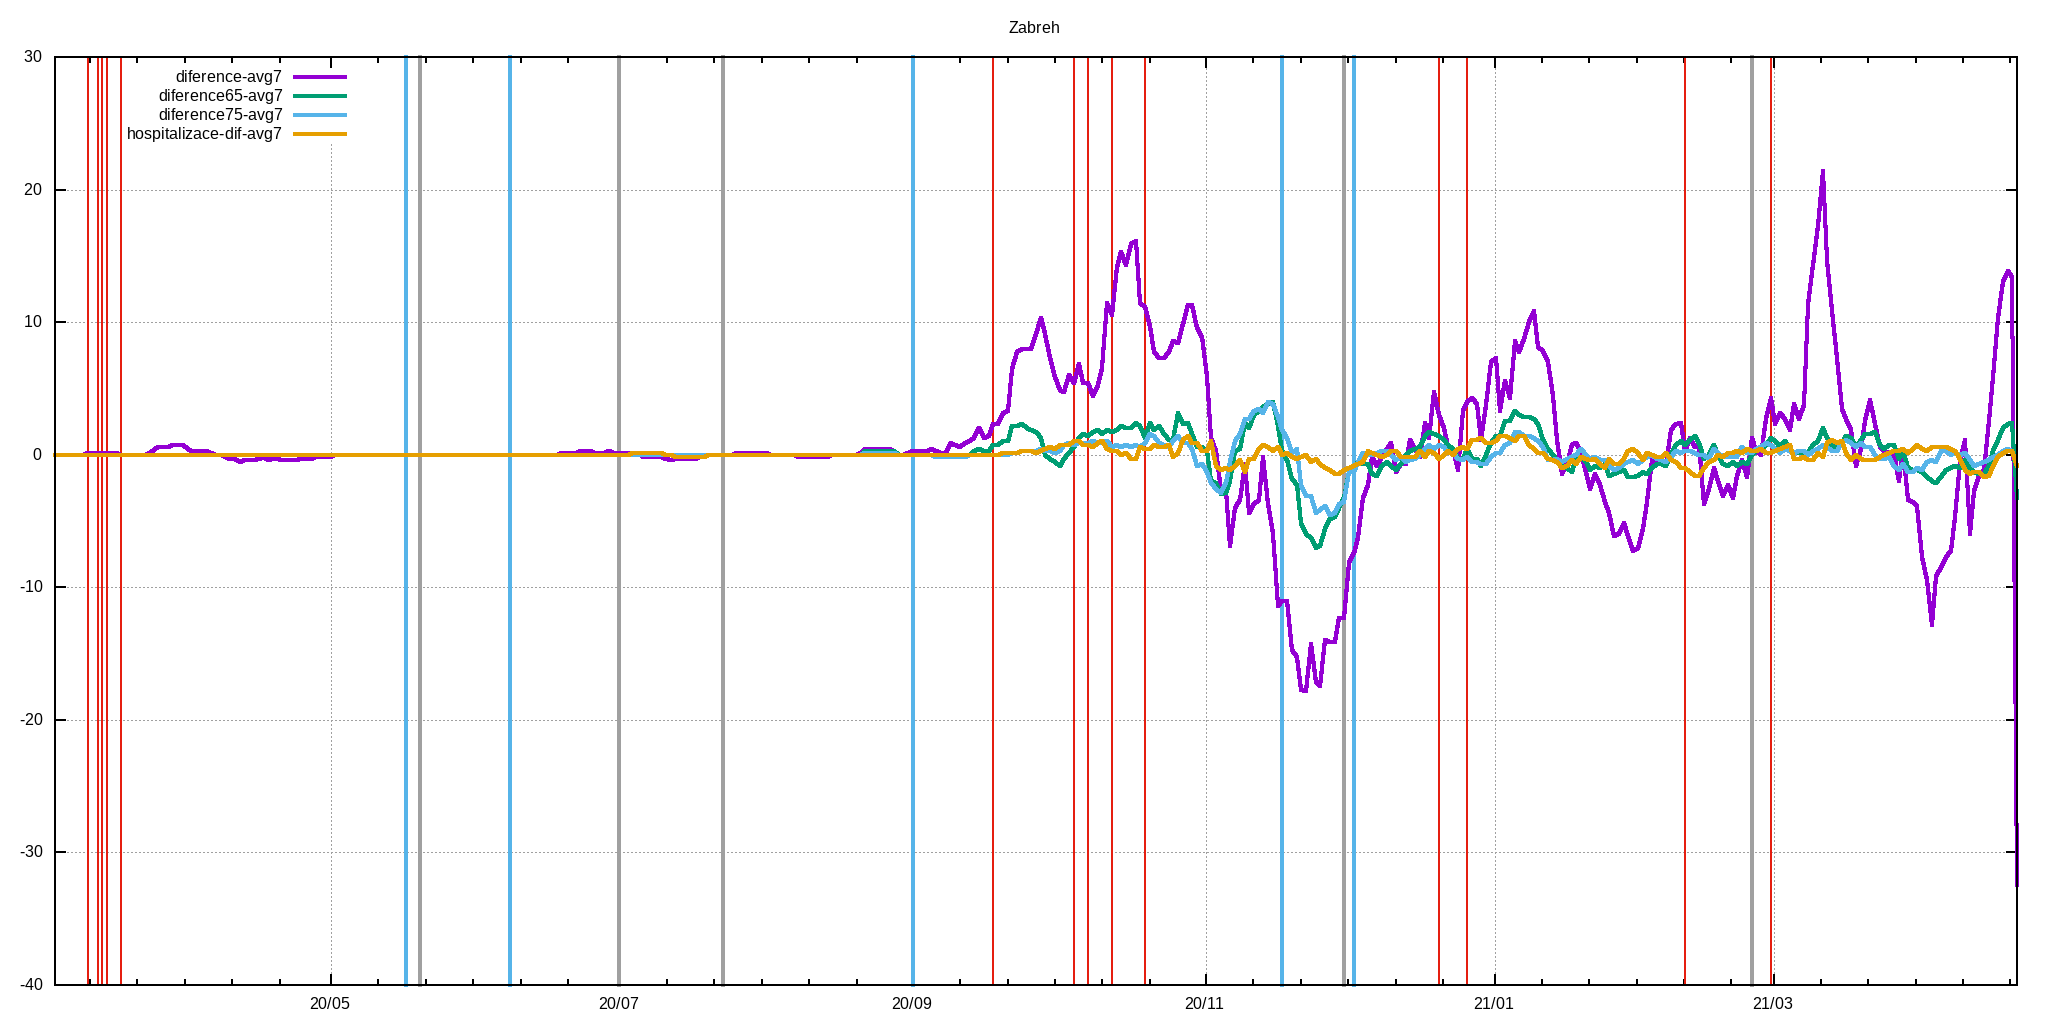 Zabreh
30
diference-avg7
diference65-avg7
diference75-avg7
hospitalizace-dif-avg7
20
10
0
-10
-20
-30
-40
20/05 20/07 20/09 20/11 21/01 21/03